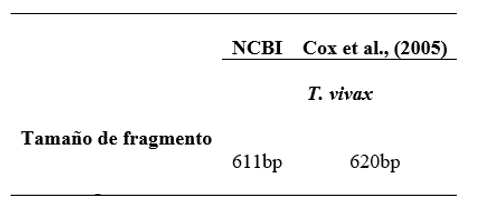 NCBI Cox et al., (2005)
T. vivax
Tamaño de fragmento
611bp 620bp